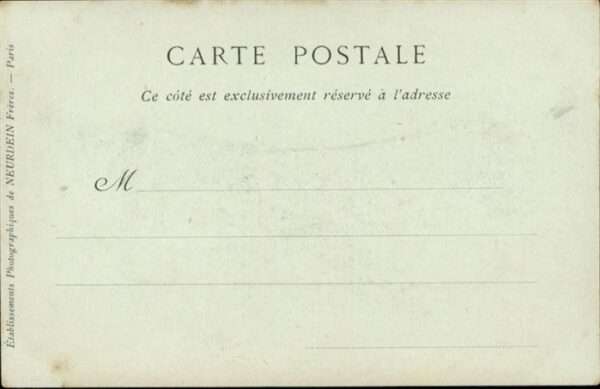 CARTE POSTALE
Ce côté est exclusivement réservé à l'adresse
M
Établissements Photographiques de NEURDEIN Frères. — Paris